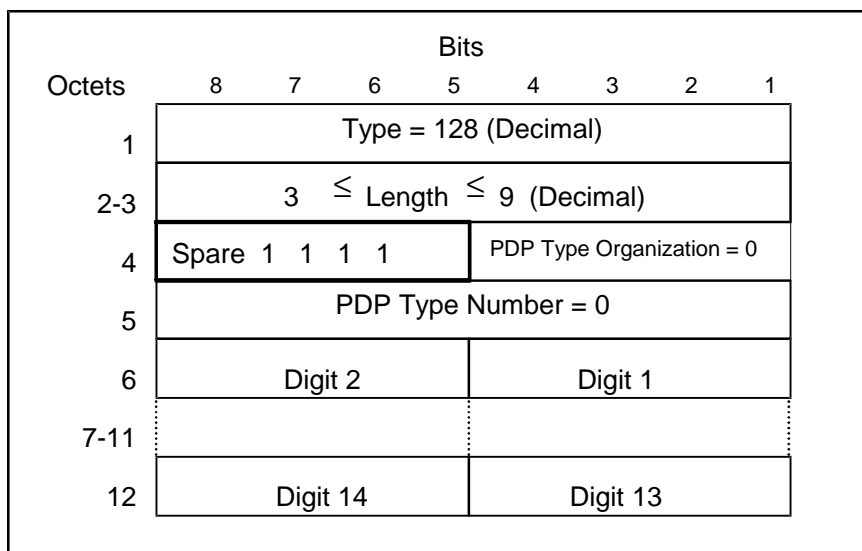 Bits
Octets 8 7 6 5 4 3 2 1
1 Type = 128 (Decimal)
2-3 3 ≤ Length ≤ 9 (Decimal)
4 Spare 1 1 1 1 PDP Type Organization = 0
5 PDP Type Number = 0
6 Digit 2 Digit 1
7-11
12 Digit 14 Digit 13